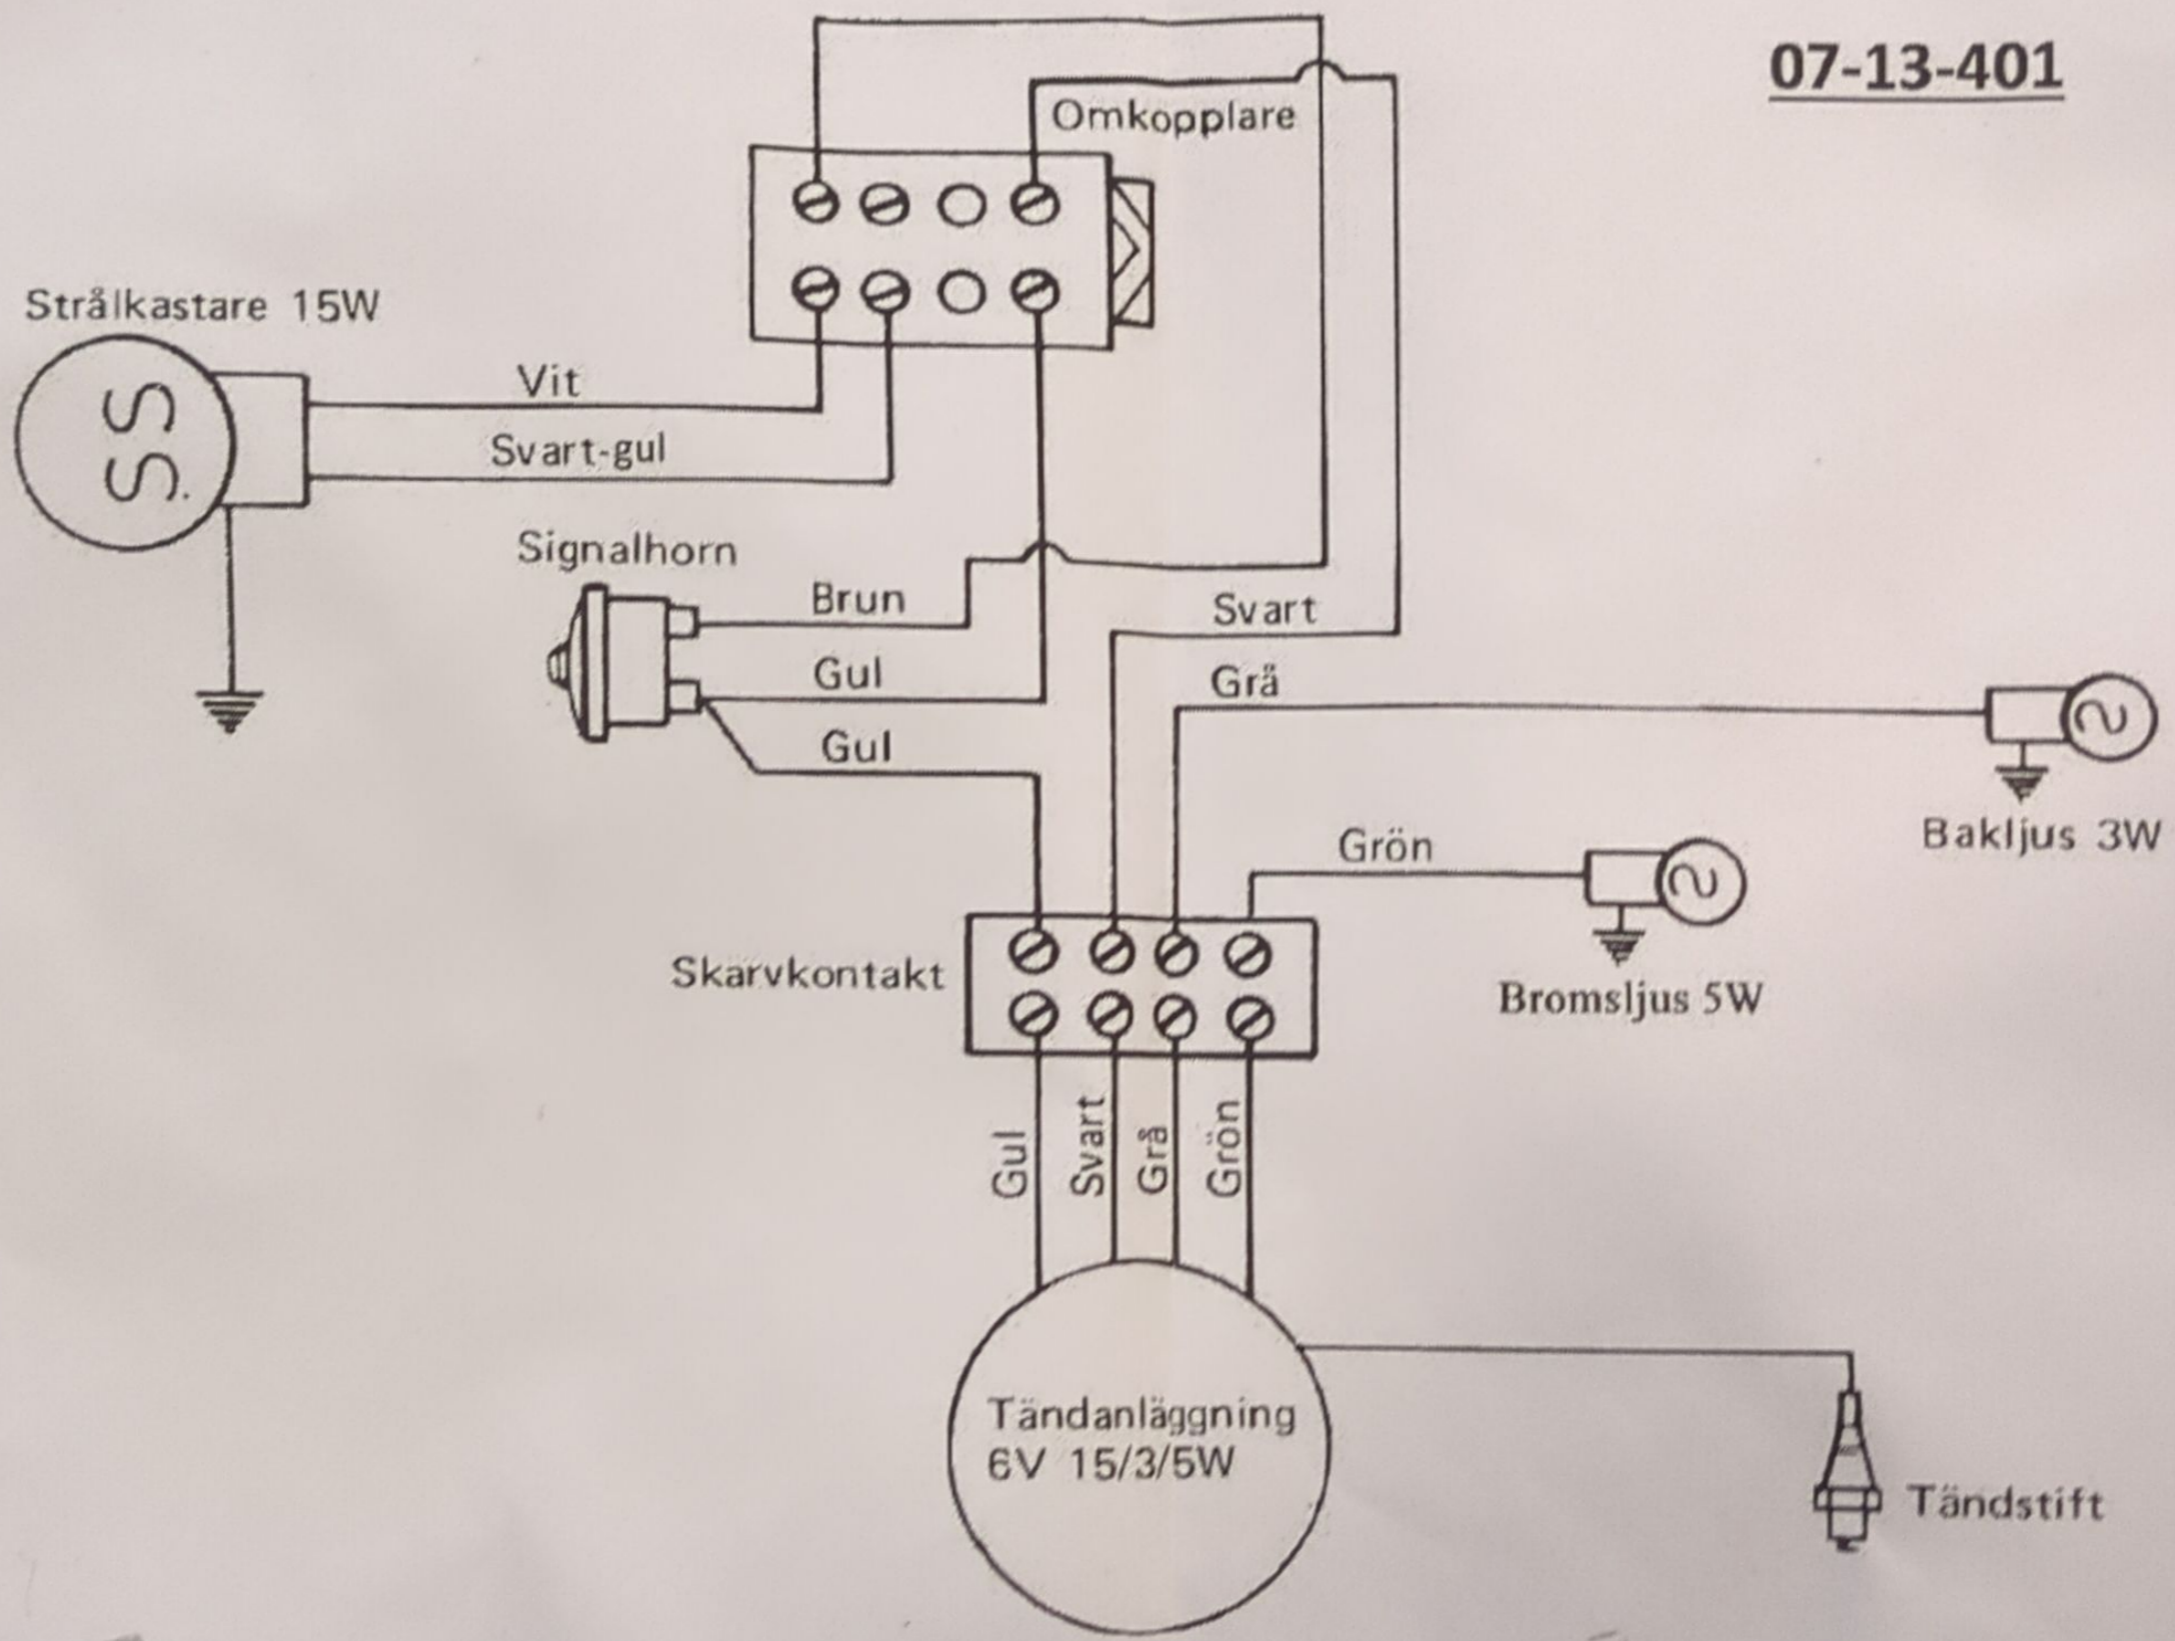 07-13-401
Omkopplare
Strålkastare 15W
Vit
Svart-gul
Signalhorn
Brun
Svart
Gul
Grå
Gul
Grön
Bakljus 3W
Skarvkontakt
Bromsljus 5W
Gul
Svart
Grå
Grön
Tändanläggning
6V 15/3/5W
Tändstift